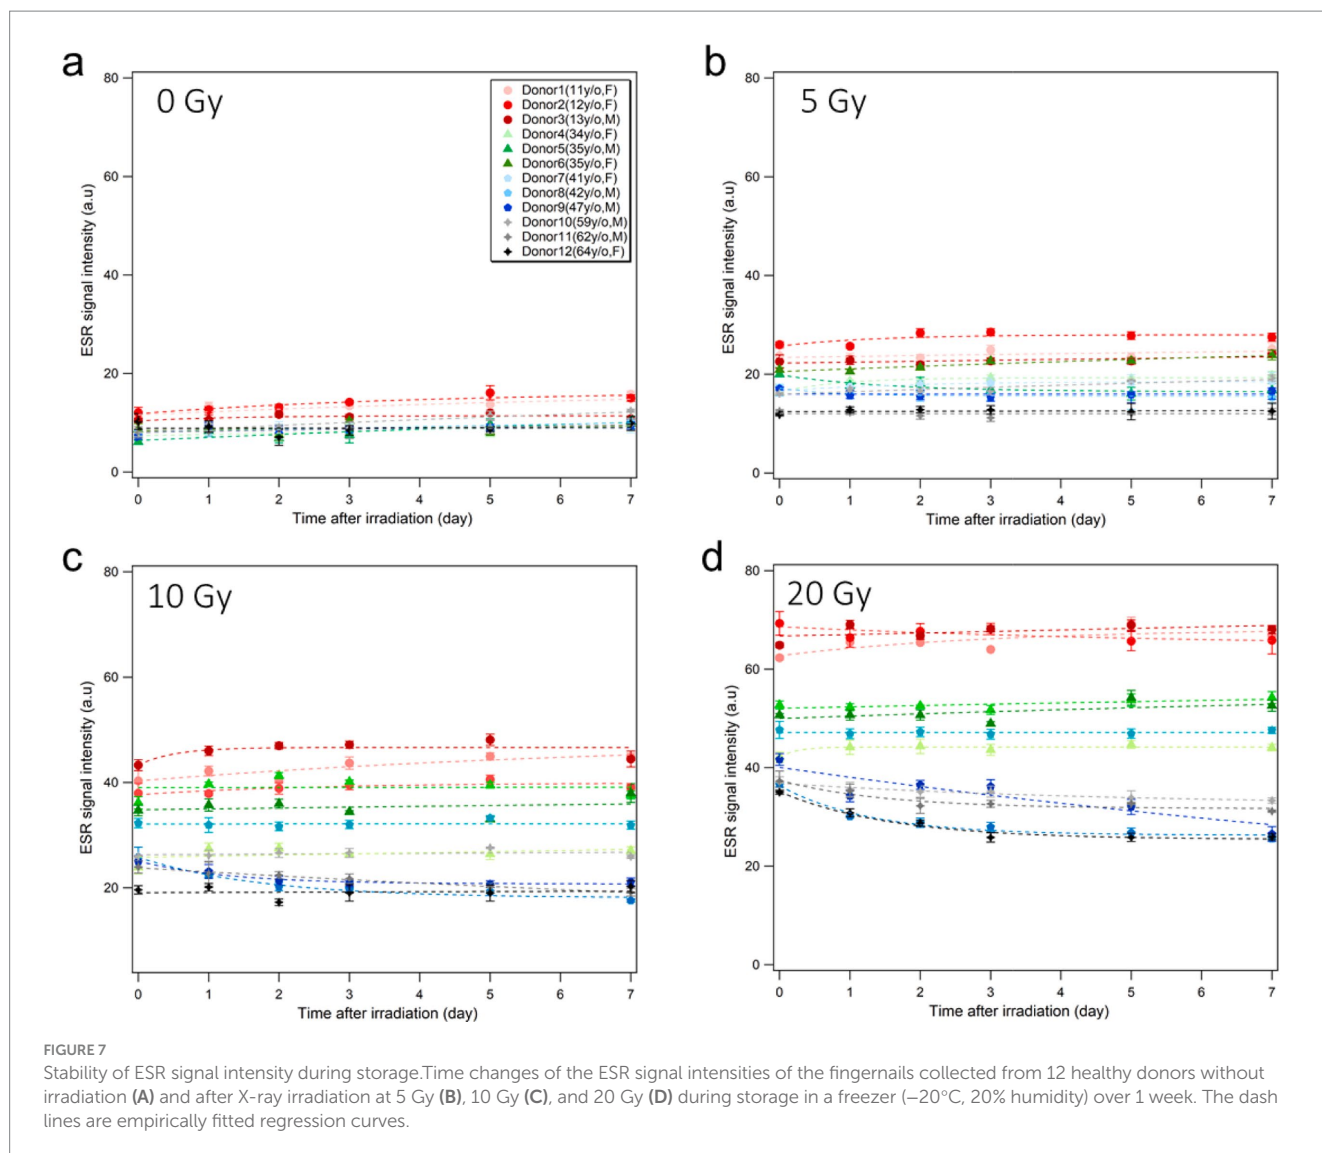 a
0 Gy
80
60
40
20
0
ESR signal intensity (a.u)
0 1 2 3 4 5 6 7
Time after irradiation (day)
Donor1(11y/o,F)
Donor2(12y/o,F)
Donor3(13y/o,M)
Donor4(34y/o,F)
Donor5(35y/o,M)
Donor6(35y/o,F)
Donor7(41y/o,F)
Donor8(42y/o,M)
Donor9(47y/o,M)
Donor10(59y/o,M)
Donor11(62y/o,M)
Donor12(64y/o,F)
b
5 Gy
80
60
40
20
0
ESR signal intensity (a.u)
0 1 2 3 4 5 6 7
Time after irradiation (day)
c
10 Gy
80
60
40
20
ESR signal intensity (a.u)
0 1 2 3 4 5 6 7
Time after irradiation (day)
d
20 Gy
80
60
40
20
0
ESR signal intensity (a.u)
0 1 2 3 4 5 6 7
Time after irradiation (day)
FIGURE 7
Stability of ESR signal intensity during storage.Time changes of the ESR signal intensities of the fingernails collected from 12 healthy donors without
irradiation (A) and after X-ray irradiation at 5 Gy (B), 10 Gy (C), and 20 Gy (D) during storage in a freezer (−20°C, 20% humidity) over 1 week. The dash
lines are empirically fitted regression curves.